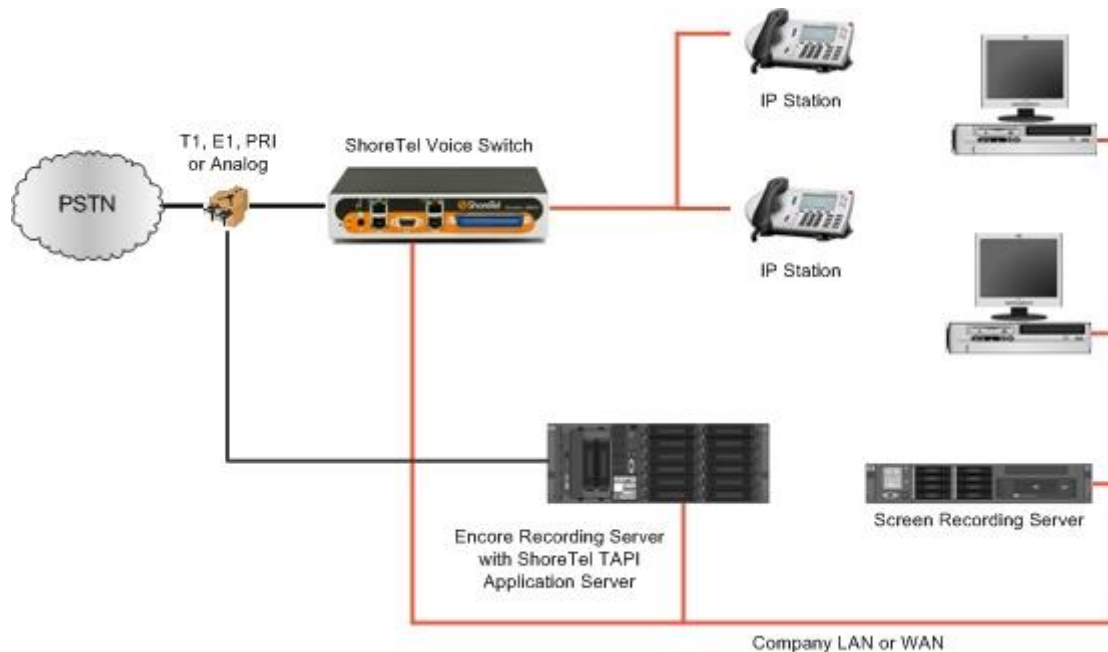 IP Station
T1, E1, PRI
or Analog
ShoreTel Voice Switch
PSTN
ShoreTel
IP Station
Encore Recording Server
with ShoreTel TAPI
Application Server
Screen Recording Server
Company LAN or WAN